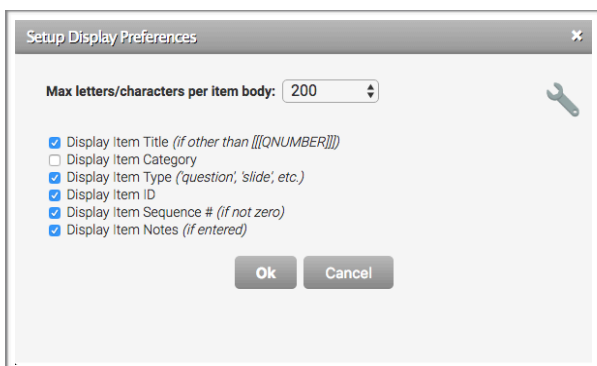 Setup Display Preferences
Max letters/characters per item body: 200
Display Item Title (if other than [[[QNUMBER]]])
Display Item Category
Display Item Type ('question', 'slide', etc.)
Display Item ID
Display Item Sequence # (if not zero)
Display Item Notes (if entered)
Ok Cancel